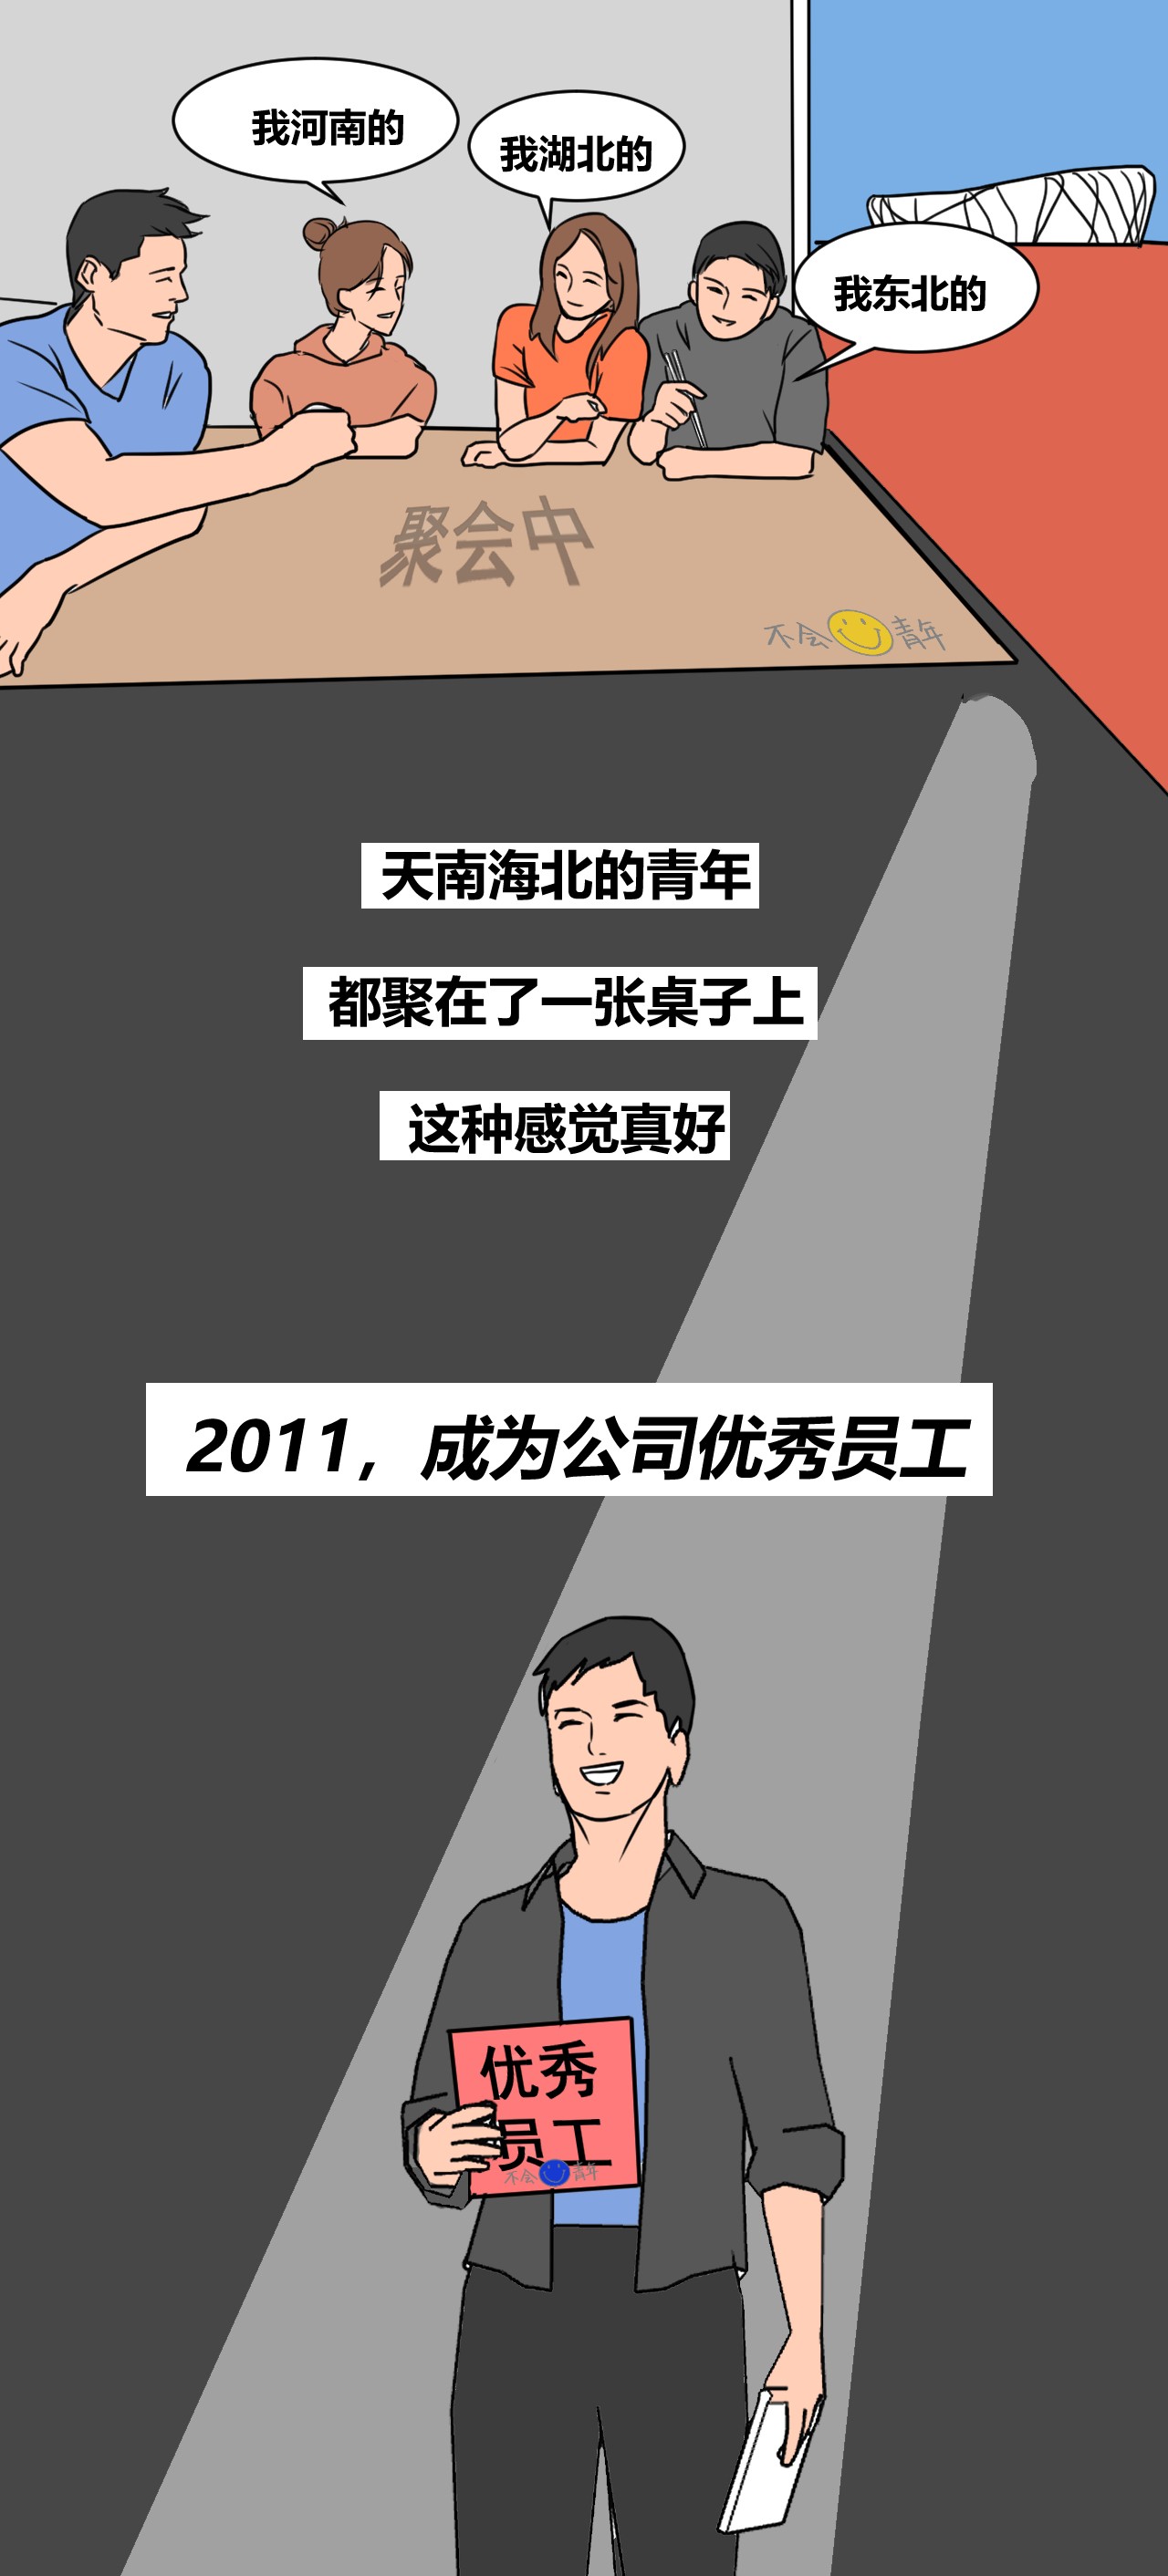 我河南的
我湖北的
我东北的
聚会中
不会青年
天南海北的青年
都聚在了一张桌子上
这种感觉真好
2011，成为公司优秀员工
优秀
员工
不会青年